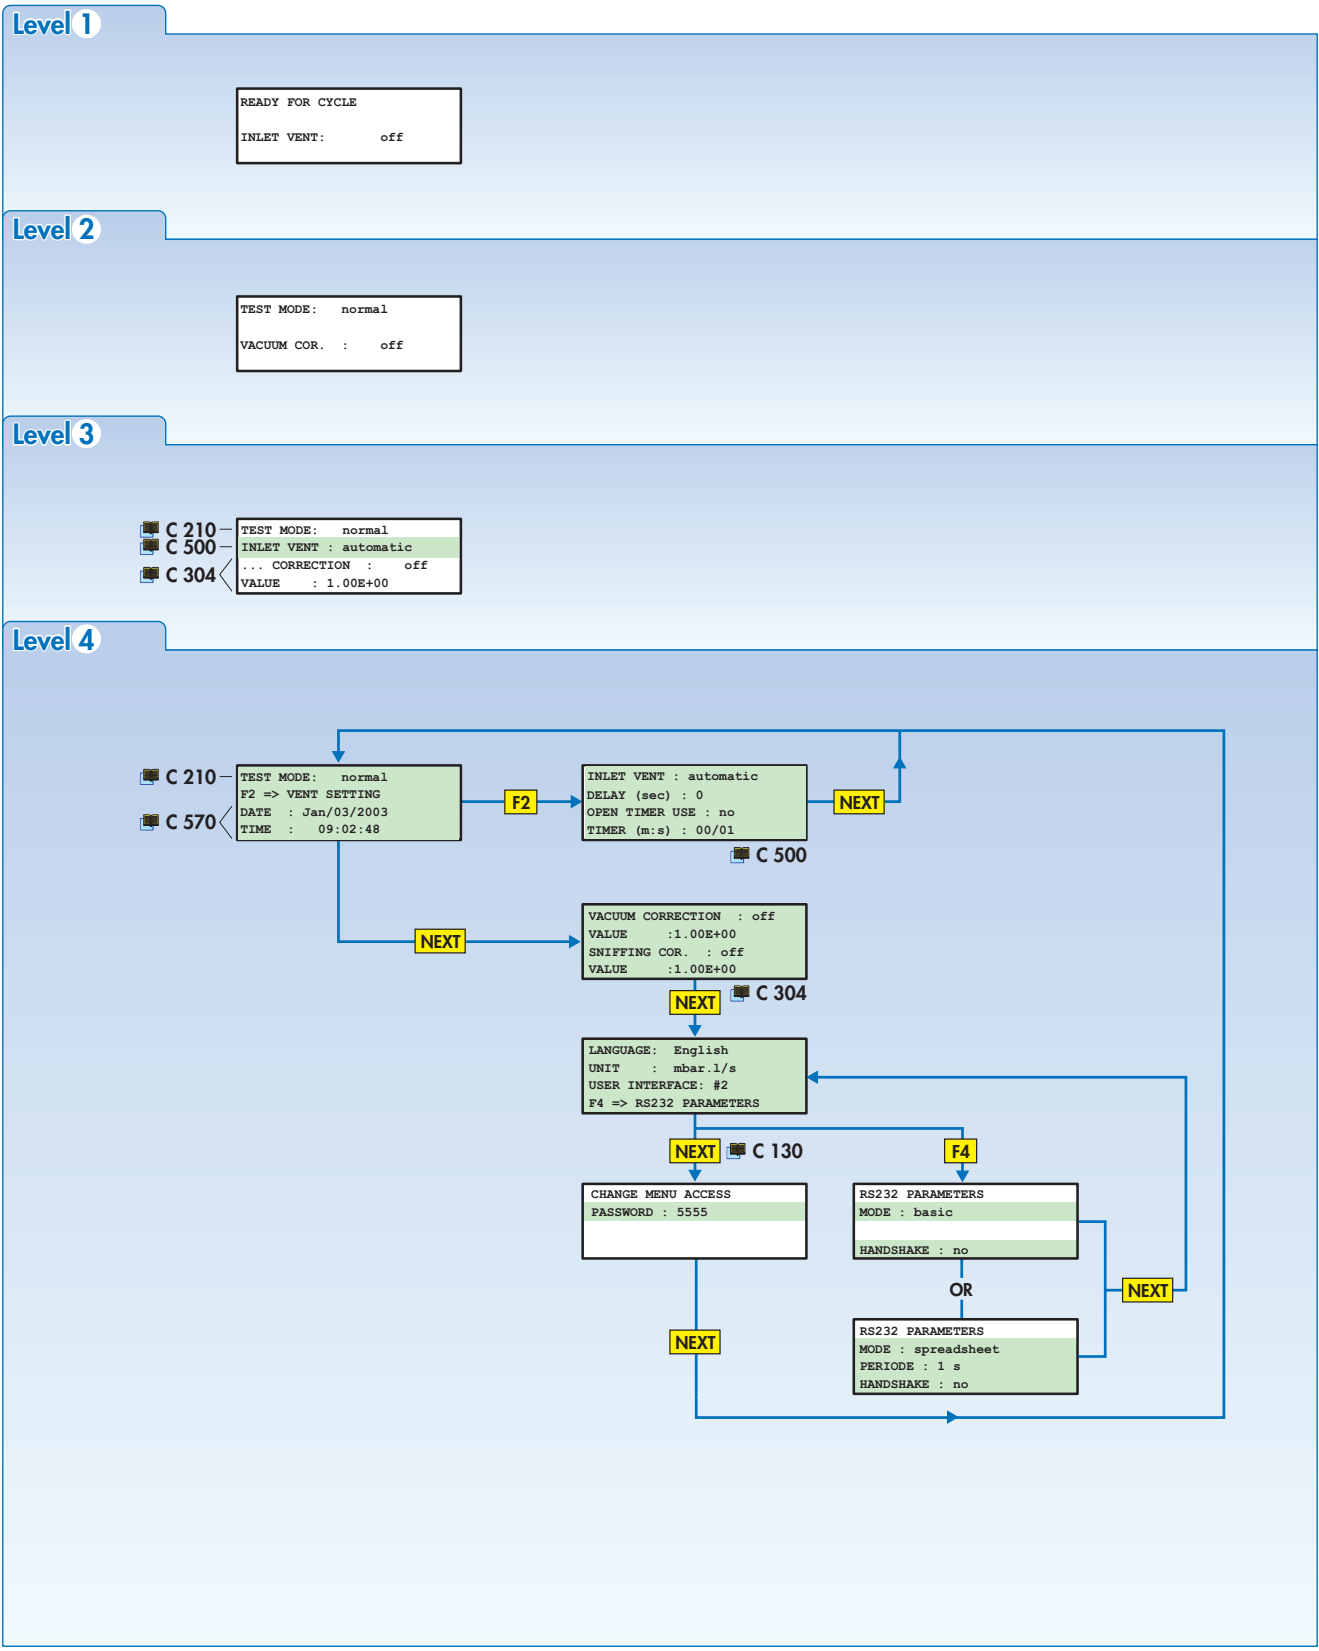 Level 1
READY FOR CYCLE
INLET VENT: off
Level 2
TEST MODE: normal
VACUUM COR. : off
Level 3
C 210
C 500
C 304
TEST MODE: normal
INLET VENT : automatic
... CORRECTION : off
VALUE : 1.00E+00
Level 4
C 210
C 570
TEST MODE: normal
F2 => VENT SETTING
DATE : Jan/03/2003
TIME : 09:02:48
F2
INLET VENT : automatic
DELAY (sec) : 0
OPEN TIMER USE : no
TIMER (m:s) : 00/01
NEXT
C 500
NEXT
VACUUM CORRECTION : off
VALUE :1.00E+00
SNIFFING COR. : off
VALUE :1.00E+00
NEXT
C 304
LANGUAGE: English
UNIT : mbar.l/s
USER INTERFACE: #2
F4 => RS232 PARAMETERS
NEXT
C 130
F4
CHANGE MENU ACCESS
PASSWORD : 5555
RS232 PARAMETERS
MODE : basic
HANDSHAKE : no
OR
NEXT
NEXT
RS232 PARAMETERS
MODE : spreadsheet
PERIODE : 1 s
HANDSHAKE : no